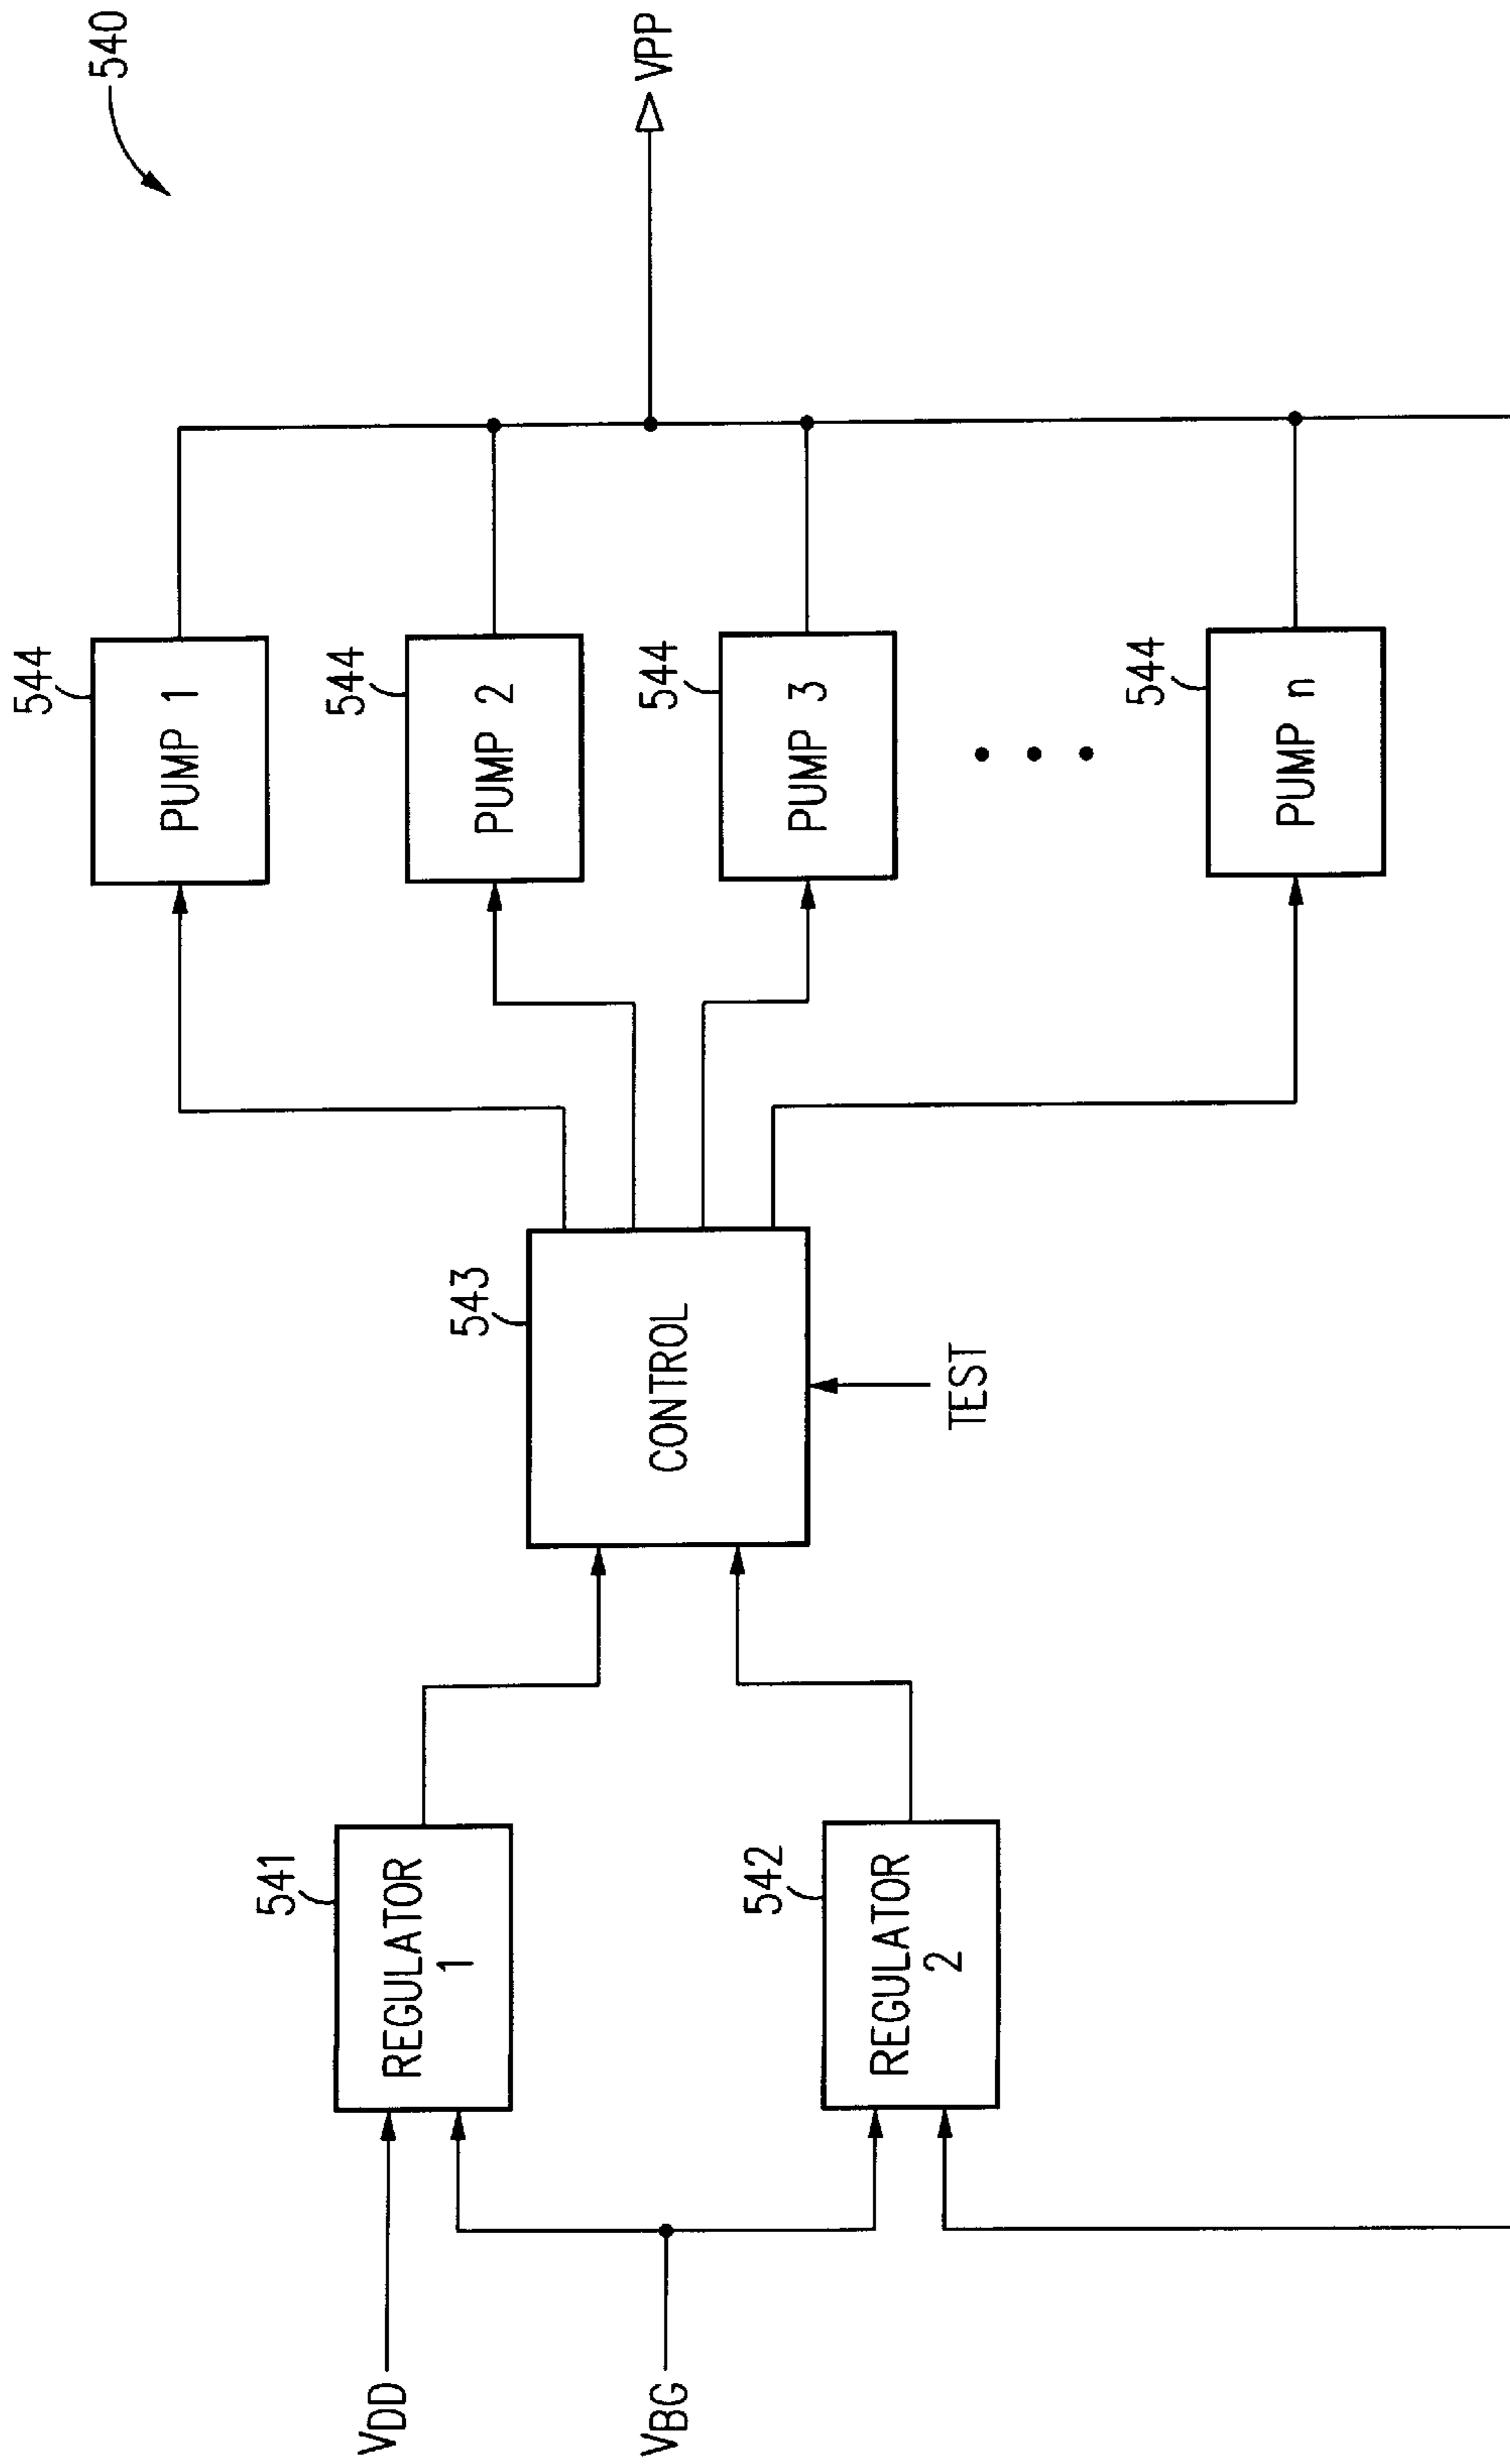 540
VDD
VBG
541
REGULATOR
1
542
REGULATOR
2
543
CONTROL
TEST
544
PUMP 1
544
PUMP 2
544
PUMP 3
• • •
544
PUMP n
VPP